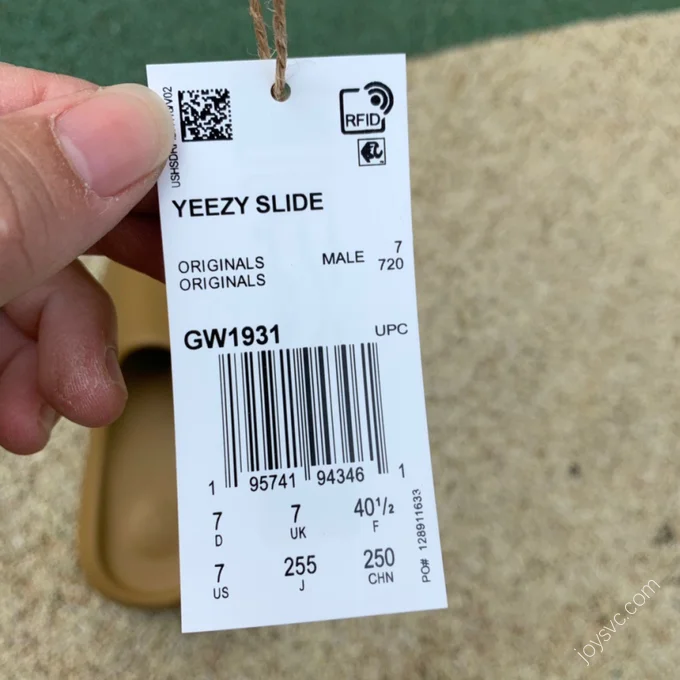 RFID
YEEZY SLIDE
ORIGINALS
ORIGINALS
MALE
7
720
GW1931
UPC
1 95741 94346 1
7 7 40½
D UK F
7 255 250
US J CHN
PO# 128911633
joysvc.com